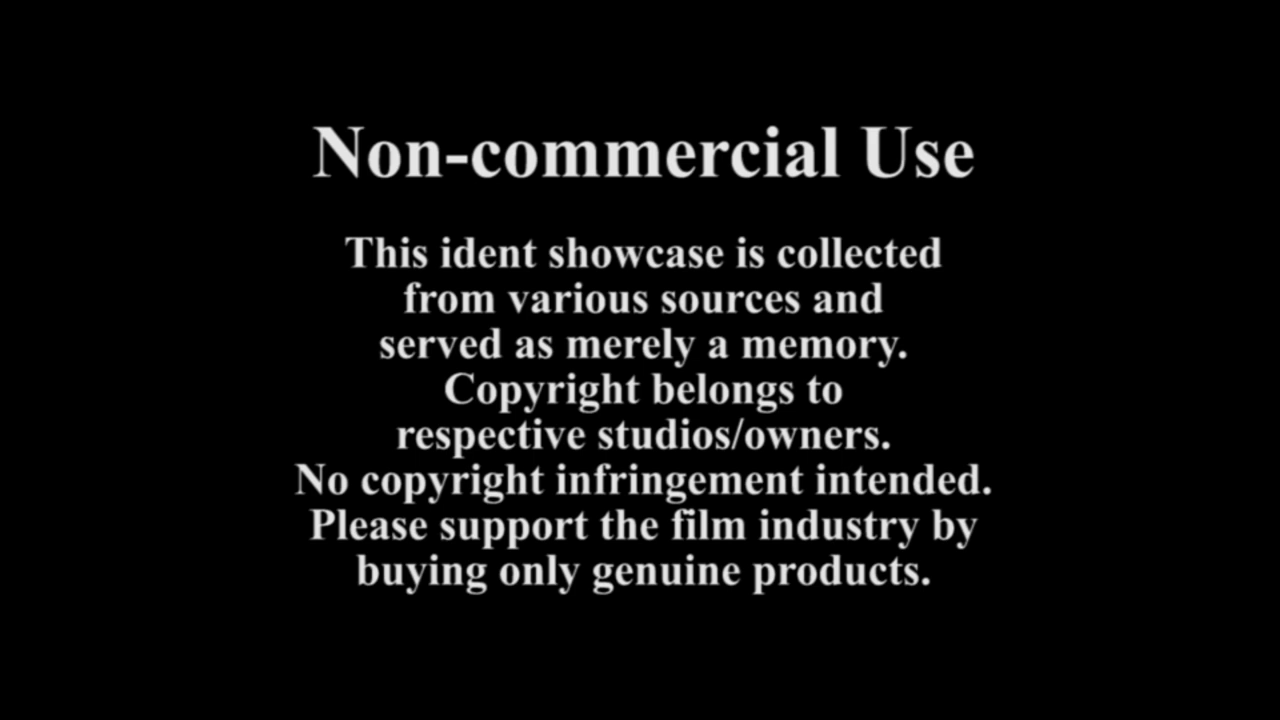 Non-commercial Use
This ident showcase is collected
from various sources and
served as merely a memory.
Copyright belongs to
respective studios/owners.
No copyright infringement intended.
Please support the film industry by
buying only genuine products.